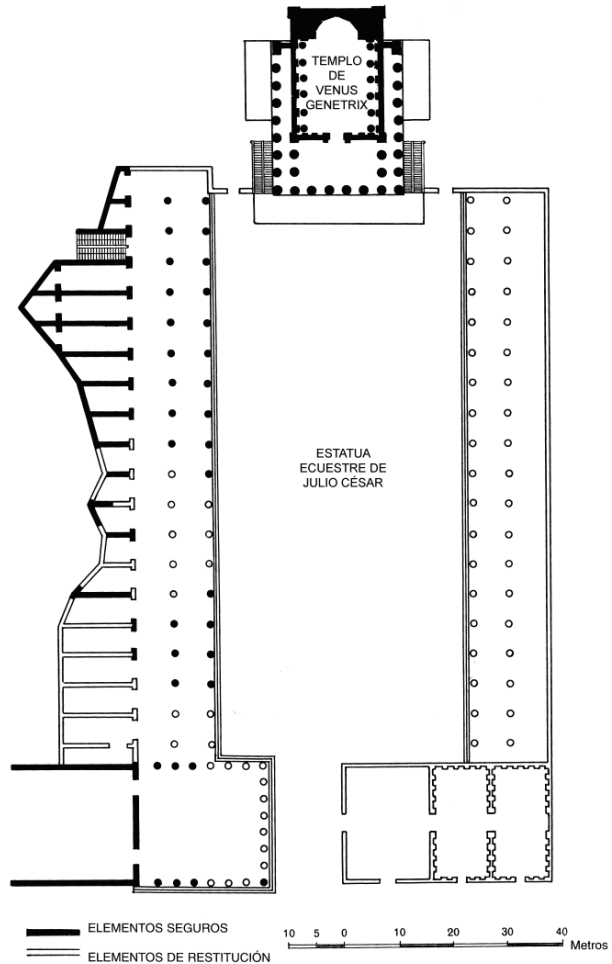 TEMPLO
DE
VENUS
GENETRIX
ESTATUA
ECUESTRE DE
JULIO CÉSAR
ELEMENTOS SEGUROS
ELEMENTOS DE RESTITUCIÓN
10 5 0 10 20 30 40
Metros